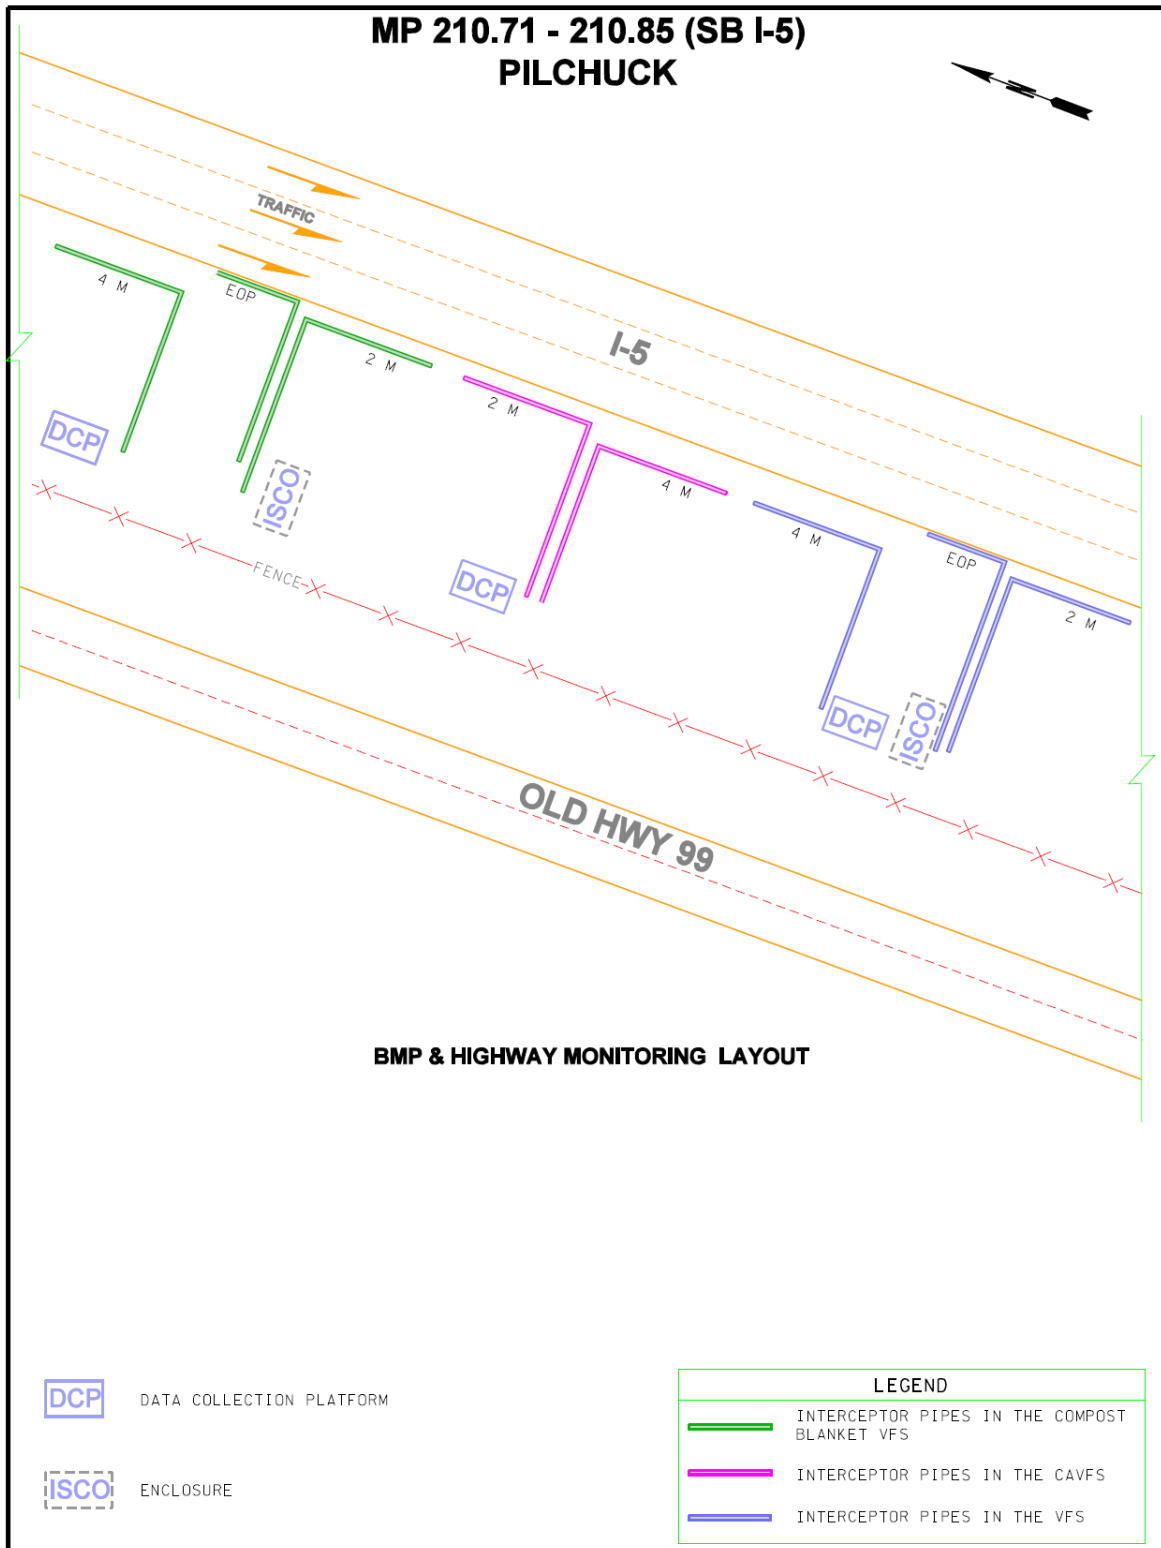 MP 210.71 - 210.85 (SB I-5)
PILCHUCK
N
TRAFFIC
4 M
EOP
2 M
I-5
2 M
4 M
4 M
EOP
2 M
DCP
ISCO
FENCE
DCP
DCP
ISCO
OLD HWY 99
BMP & HIGHWAY MONITORING LAYOUT
DCP DATA COLLECTION PLATFORM
ISCO ENCLOSURE
LEGEND
INTERCEPTOR PIPES IN THE COMPOST
BLANKET VFS
INTERCEPTOR PIPES IN THE CAVFS
INTERCEPTOR PIPES IN THE VFS